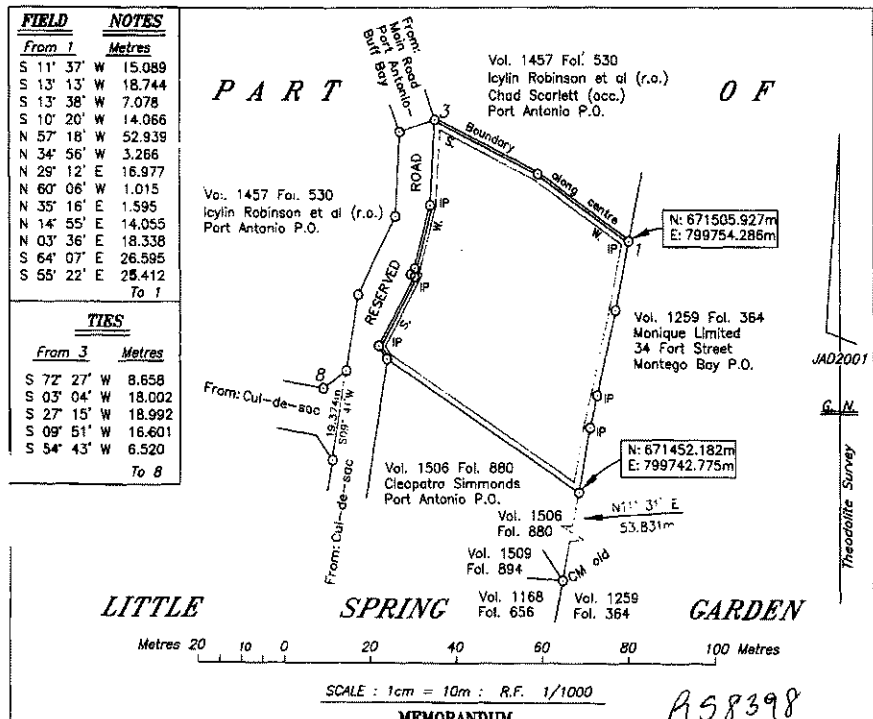 FIELD NOTES
From 1 Metres
S 11° 37' W 15.089
S 13° 13' W 18.744
S 13° 38' W 7.078
S 10° 20' W 14.066
N 57° 18' W 52.939
N 34° 56' W 3.266
N 29° 12' E 16.977
N 60° 06' W 1.015
N 35° 16' E 1.595
N 14° 55' E 14.055
N 03° 36' E 18.338
S 64° 07' E 26.595
S 55° 22' E 25.412
To 1
TIES
From 3 Metres
S 72° 27' W 8.658
S 03° 04' W 18.002
S 27° 15' W 18.992
S 09° 51' W 16.601
S 54° 43' W 6.520
To 8
From:
Main Road
Port Antonio-
Buff Bay
PART OF
Vol. 1457 Fol. 530
Icylin Robinson et al (r.o.)
Chad Scarlett (occ.)
Port Antonio P.O.
3
Boundary along centre
S.
W.
ROAD
IP
Vol. 1457 Fol. 530
Icylin Robinson et al (r.o.)
Port Antonio P.O.
W.
IP
1
N: 671505.927m
E: 799754.286m
RESERVED
IP
S.
IP
Vol. 1259 Fol. 364
Monique Limited
34 Fort Street
Montego Bay P.O.
JAD2001
G. N.
Theodolite Survey
8
From: Cul-de-sac
19.374m
S09° 41'W
From: Cul-de-sac
IP
IP
N: 671452.182m
E: 799742.775m
Vol. 1506 Fol. 880
Cleopatra Simmonds
Port Antonio P.O.
N11° 31' E
53.831m
Vol. 1506
Fol. 880
Vol. 1509
Fol. 894
CM old
Vol. 1168
Fol. 656
Vol. 1259
Fol. 364
LITTLE SPRING GARDEN
Metres 20 10 0 20 40 60 80 100 Metres
SCALE : 1cm = 10m : R.F. 1/1000
MEMORANDUM
RS8398